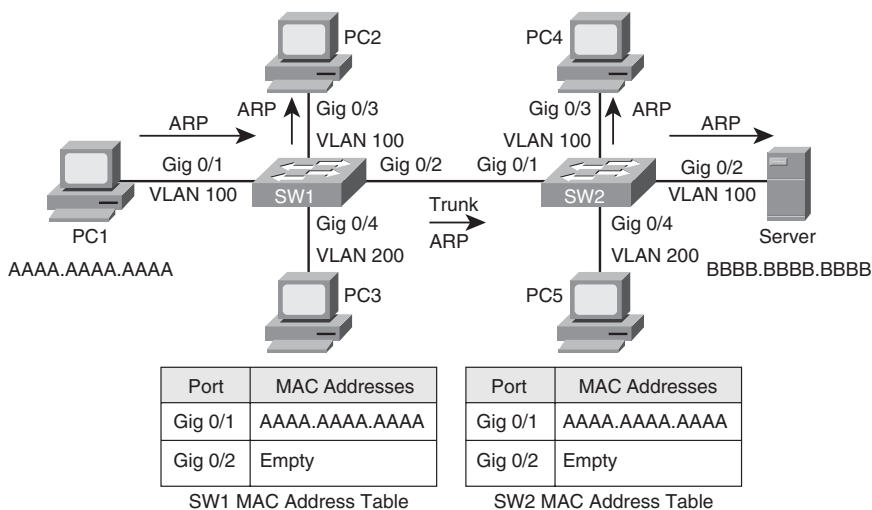 PC2
PC4
ARP
Gig 0/3
VLAN 100
Gig 0/3
VLAN 100
ARP
ARP
ARP
Gig 0/1
VLAN 100
SW1
Gig 0/2
Gig 0/1
SW2
Gig 0/2
VLAN 100
Trunk
ARP
PC1
AAAA.AAAA.AAAA
Gig 0/4
VLAN 200
Gig 0/4
VLAN 200
Server
BBBB.BBBB.BBBB
PC3
PC5
Port MAC Addresses
Gig 0/1 AAAA.AAAA.AAAA
Gig 0/2 Empty
SW1 MAC Address Table
Port MAC Addresses
Gig 0/1 AAAA.AAAA.AAAA
Gig 0/2 Empty
SW2 MAC Address Table